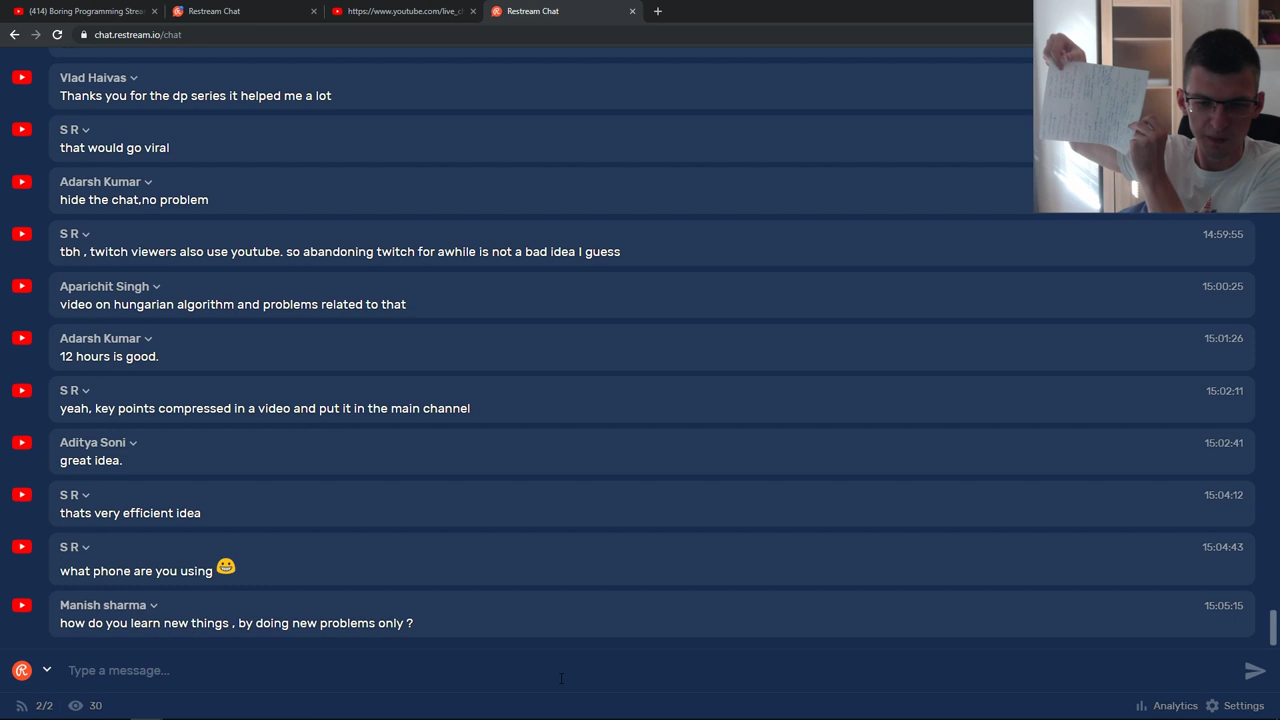 (414) Boring Programming Strea
Restream Chat
https://www.youtube.com/live_c
Restream Chat
chat.restream.io/chat
Vlad Haivas
Thanks you for the dp series it helped me a lot
S R
that would go viral
Adarsh Kumar
hide the chat,no problem
S R
14:59:55
tbh , twitch viewers also use youtube. so abandoning twitch for awhile is not a bad idea I guess
Aparichit Singh
15:00:25
video on hungarian algorithm and problems related to that
Adarsh Kumar
15:01:26
12 hours is good.
S R
15:02:11
yeah, key points compressed in a video and put it in the main channel
Aditya Soni
15:02:41
great idea.
S R
15:04:12
thats very efficient idea
S R
15:04:43
what phone are you using 😀
Manish sharma
15:05:15
how do you learn new things , by doing new problems only ?
Type a message...
2/2
30
Analytics
Settings